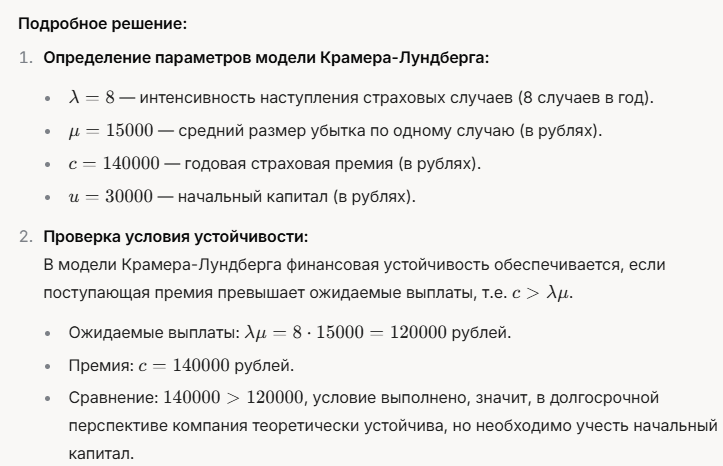 Подробное решение:
1. Определение параметров модели Крамера-Лундберга:
• λ = 8 — интенсивность наступления страховых случаев (8 случаев в год).
• μ = 15000 — средний размер убытка по одному случаю (в рублях).
• c = 140000 — годовая страховая премия (в рублях).
• u = 30000 — начальный капитал (в рублях).
2. Проверка условия устойчивости:
В модели Крамера-Лундберга финансовая устойчивость обеспечивается, если
поступающая премия превышает ожидаемые выплаты, т.е. c > λμ.
• Ожидаемые выплаты: λμ = 8 · 15000 = 120000 рублей.
• Премия: c = 140000 рублей.
• Сравнение: 140000 > 120000, условие выполнено, значит, в долгосрочной
перспективе компания теоретически устойчива, но необходимо учесть начальный
капитал.